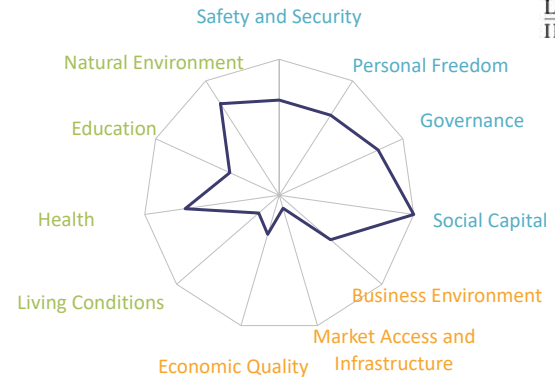 Safety and Security
Natural Environment
Personal Freedom
Education
Governance
Health
Social Capital
Living Conditions
Business Environment
Market Access and
Infrastructure
Economic Quality